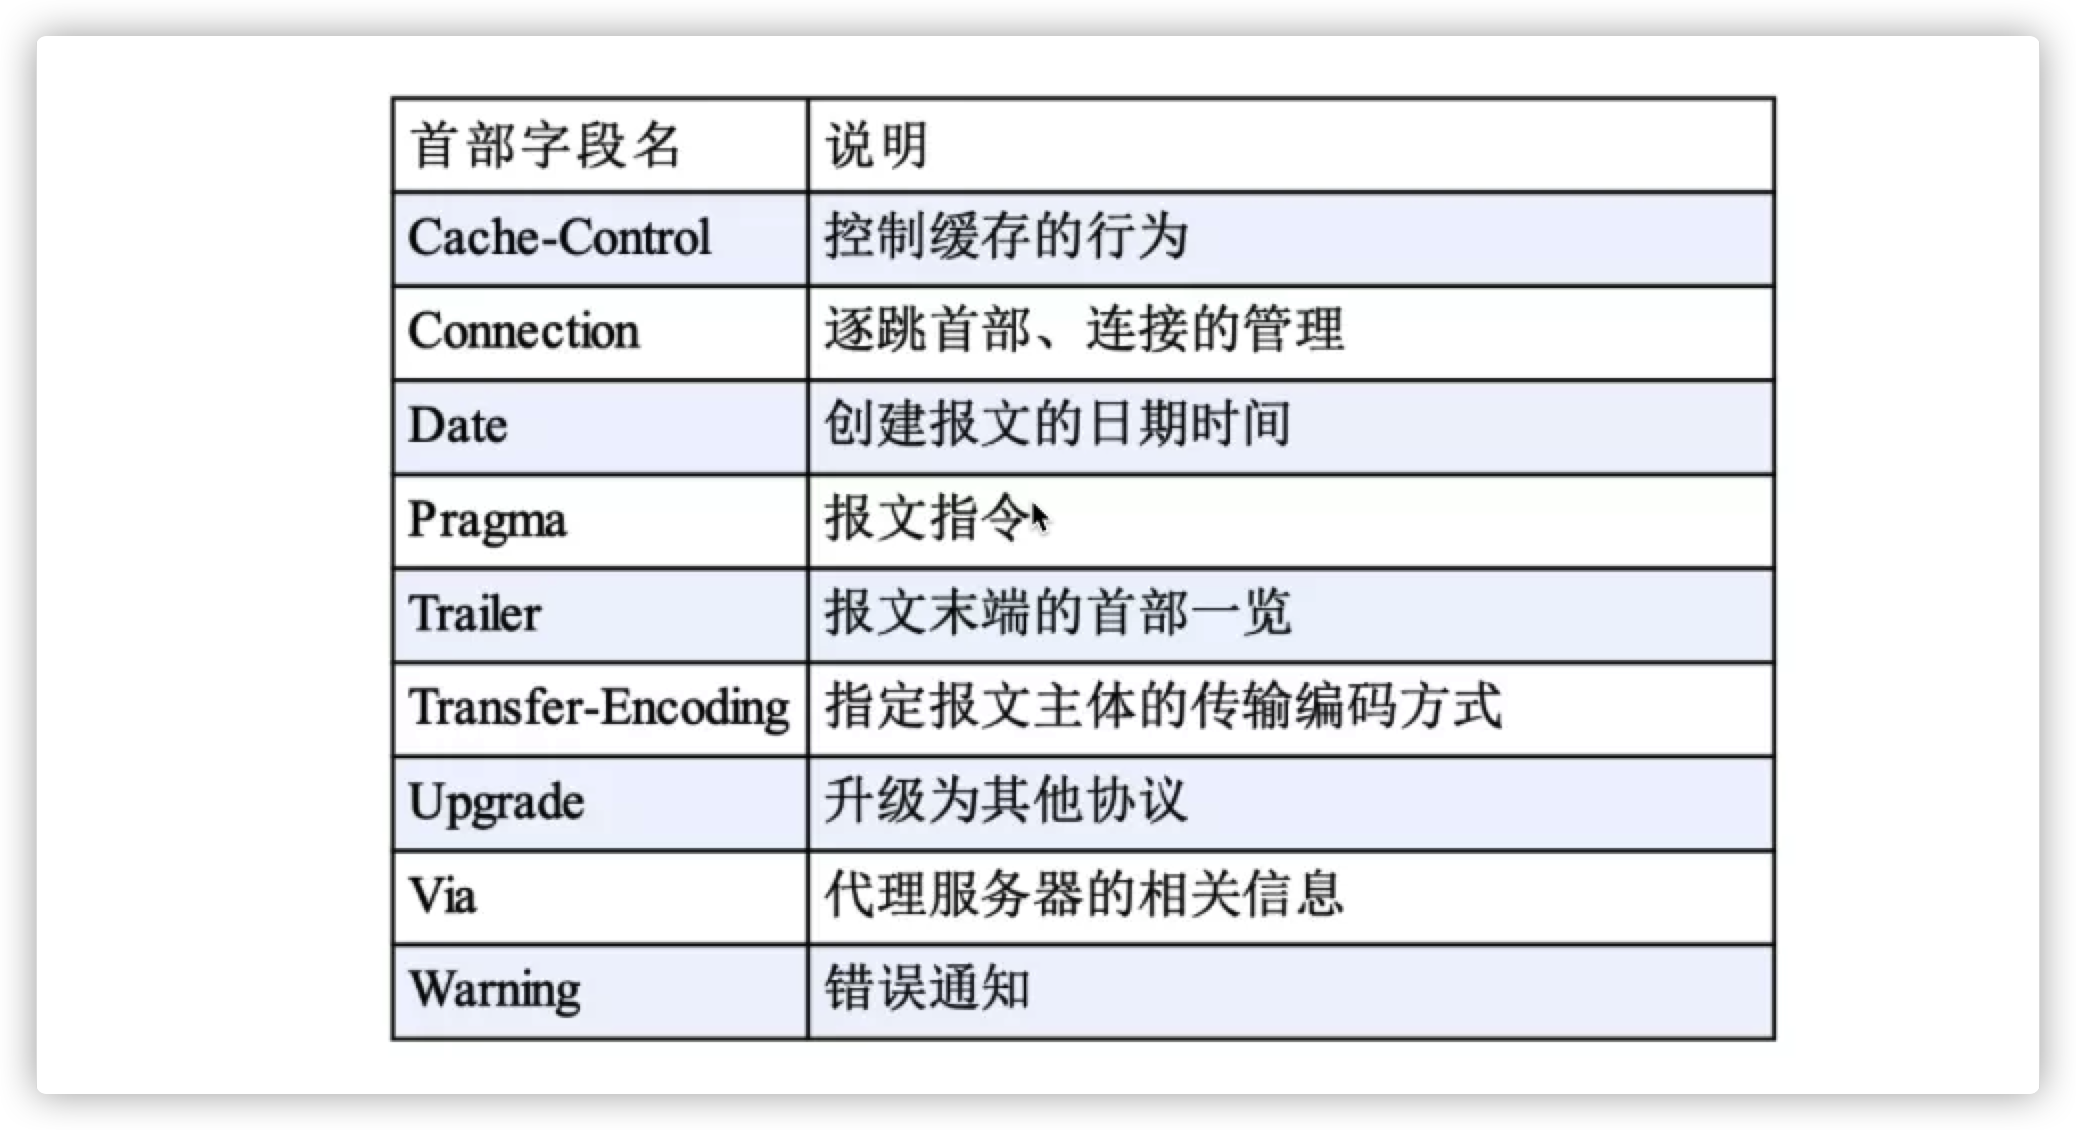 首部字段名 说明
Cache-Control 控制缓存的行为
Connection 逐跳首部、连接的管理
Date 创建报文的日期时间
Pragma 报文指令
Trailer 报文末端的首部一览
Transfer-Encoding 指定报文主体的传输编码方式
Upgrade 升级为其他协议
Via 代理服务器的相关信息
Warning 错误通知